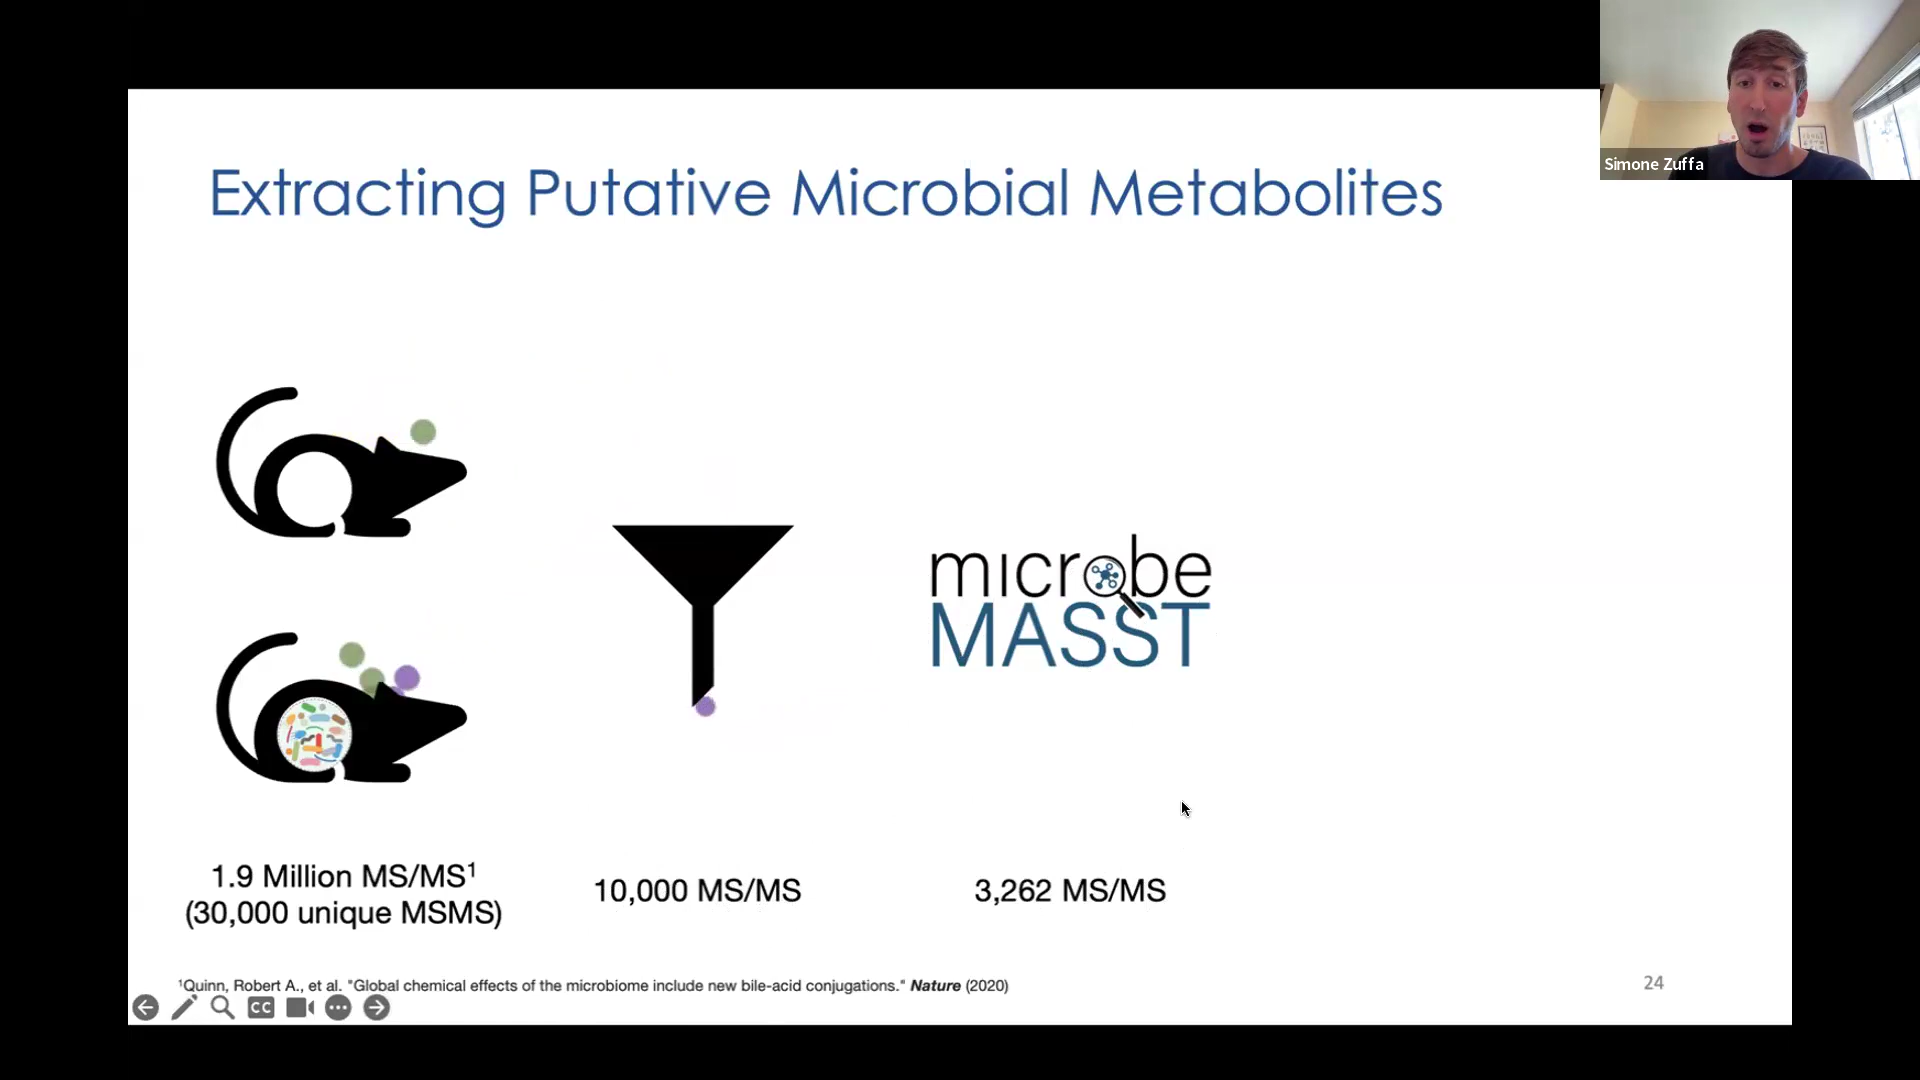 Simone Zuffa
Extracting Putative Microbial Metabolites
microbe
MASST
1.9 Million MS/MS¹
(30,000 unique MSMS)
10,000 MS/MS
3,262 MS/MS
¹Quinn, Robert A., et al. "Global chemical effects of the microbiome include new bile-acid conjugations." Nature (2020)
24
CC